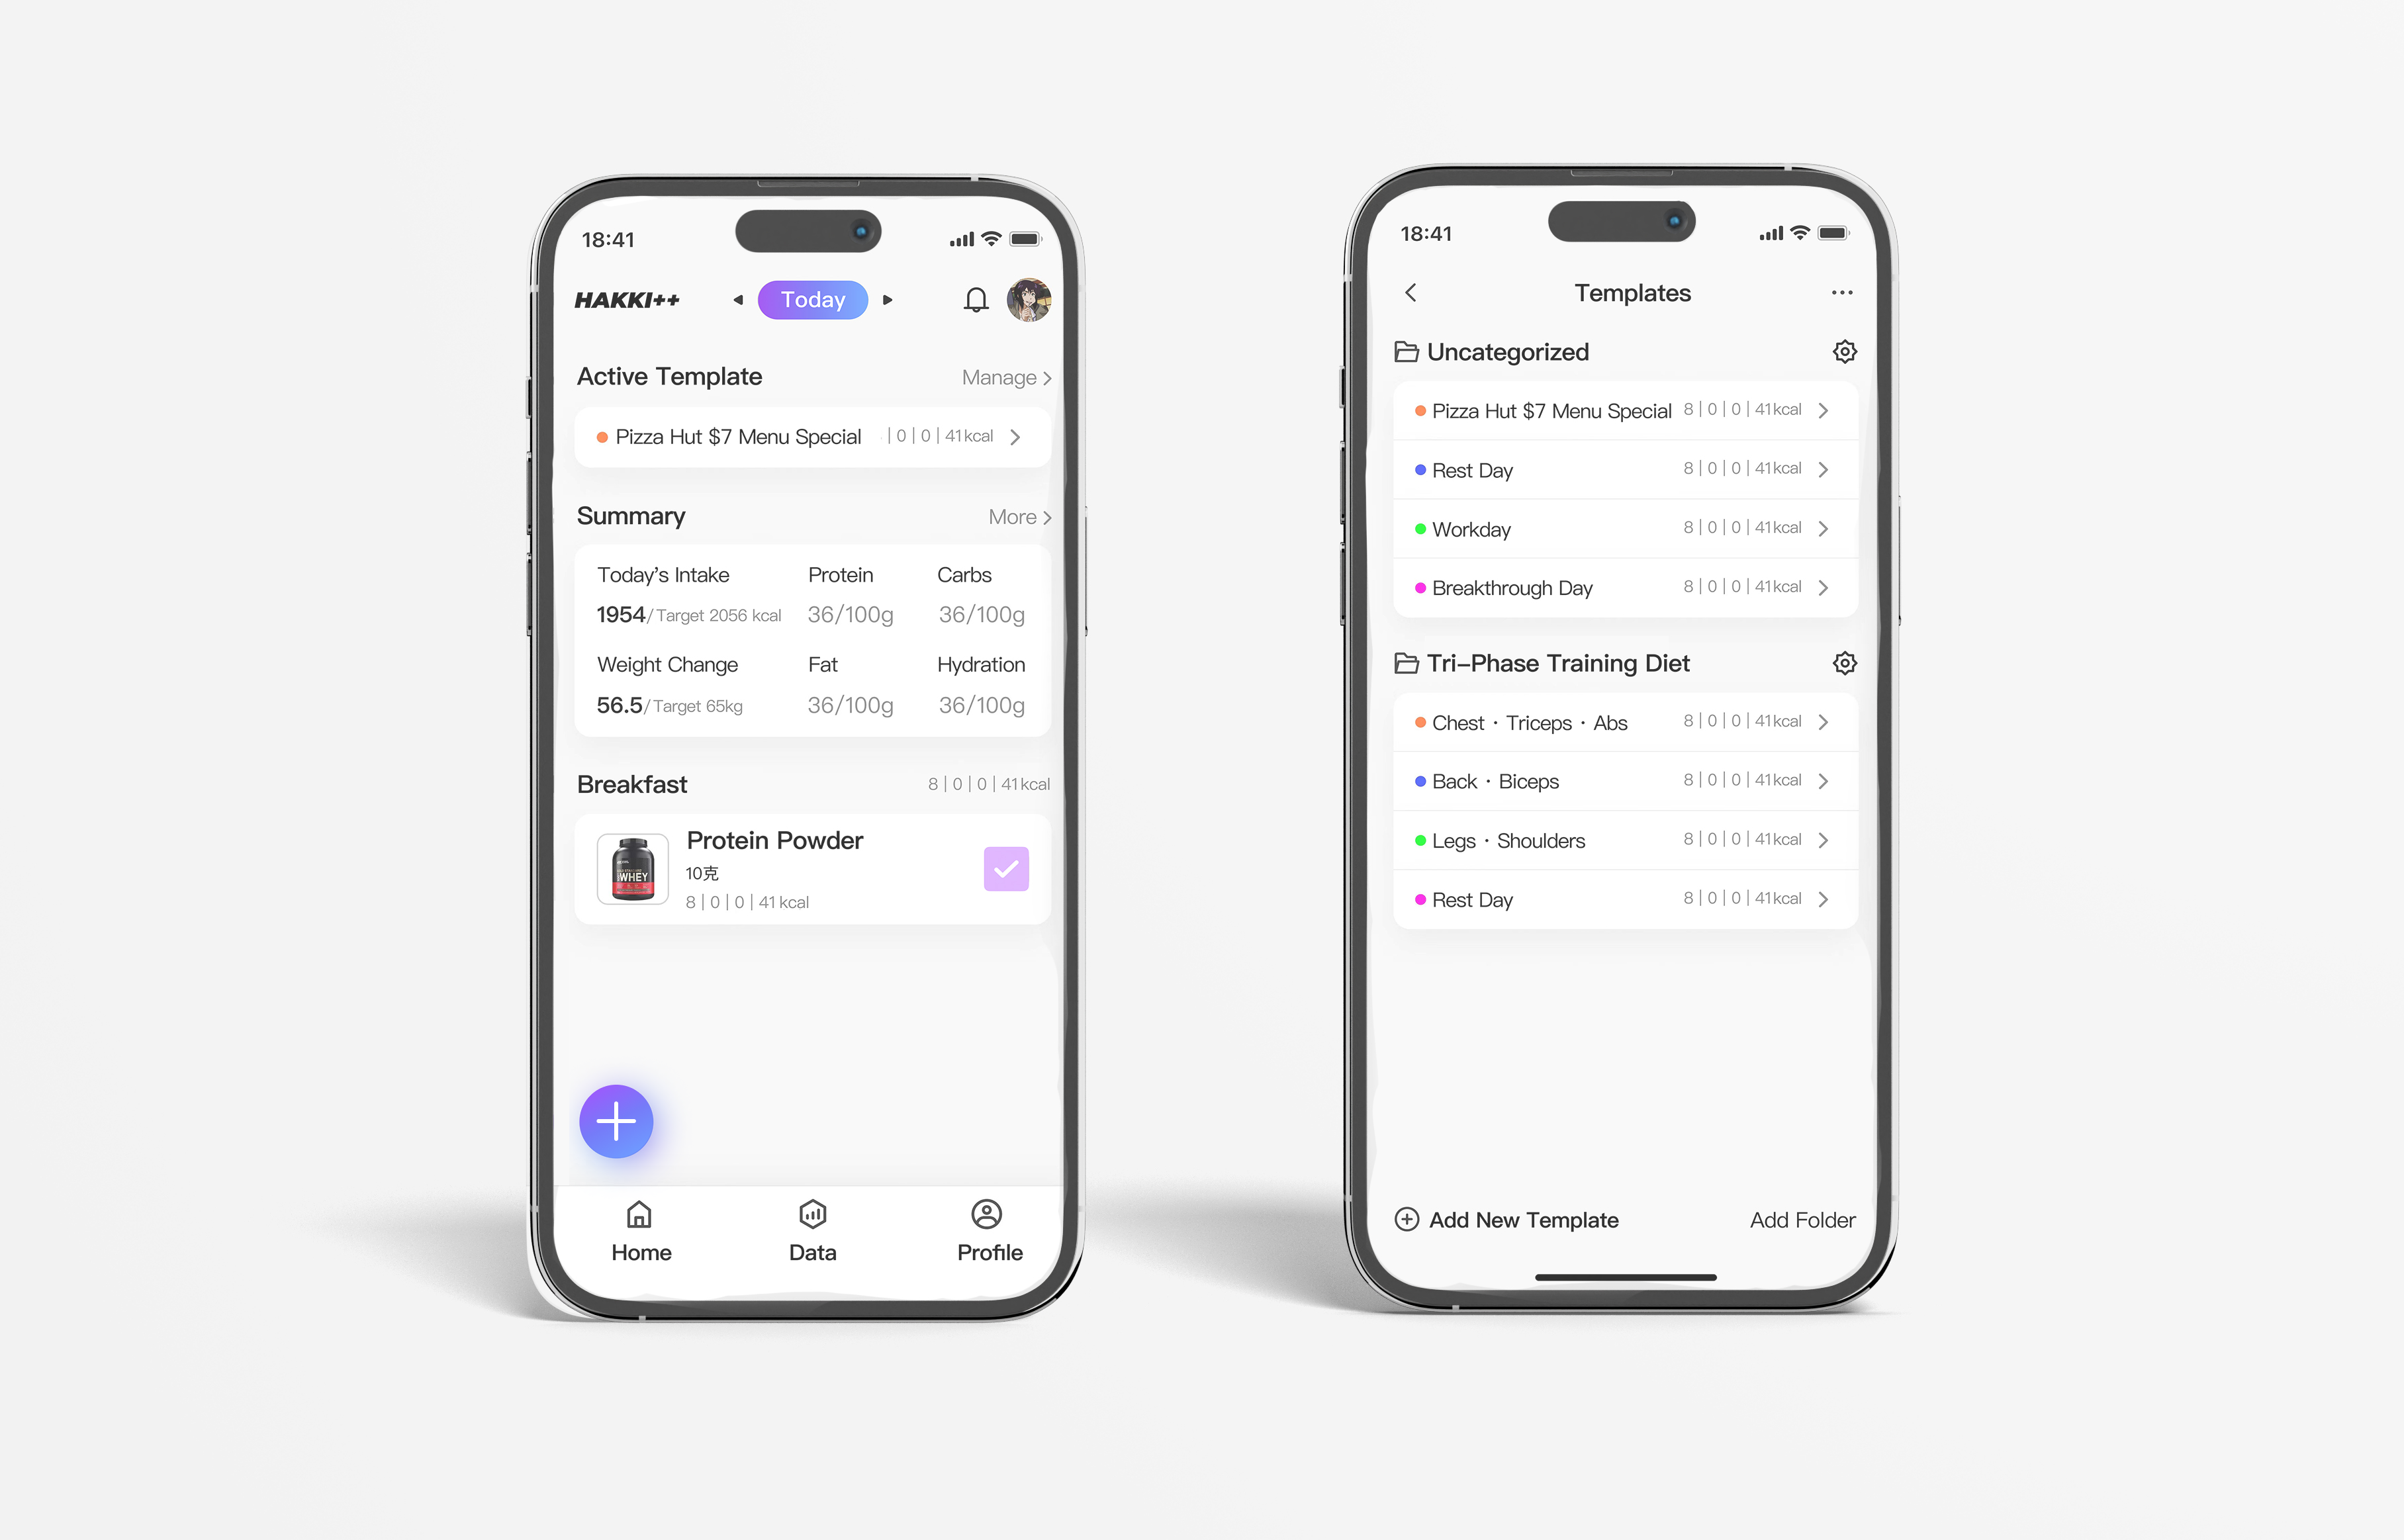 18:41
HAKKI++
Today
Active Template
Manage
Pizza Hut $7 Menu Special
| 0 | 0 | 41kcal
Summary
More
Today's Intake
Protein
Carbs
1954/Target 2056 kcal
36/100g
36/100g
Weight Change
Fat
Hydration
56.5/Target 65kg
36/100g
36/100g
Breakfast
8 | 0 | 0 | 41kcal
WHEY
Protein Powder
10克
8 | 0 | 0 | 41 kcal
Home
Data
Profile
18:41
Templates
Uncategorized
Pizza Hut $7 Menu Special
8 | 0 | 0 | 41kcal
Rest Day
8 | 0 | 0 | 41kcal
Workday
8 | 0 | 0 | 41kcal
Breakthrough Day
8 | 0 | 0 | 41kcal
Tri–Phase Training Diet
Chest · Triceps · Abs
8 | 0 | 0 | 41kcal
Back · Biceps
8 | 0 | 0 | 41kcal
Legs · Shoulders
8 | 0 | 0 | 41kcal
Rest Day
8 | 0 | 0 | 41kcal
Add New Template
Add Folder